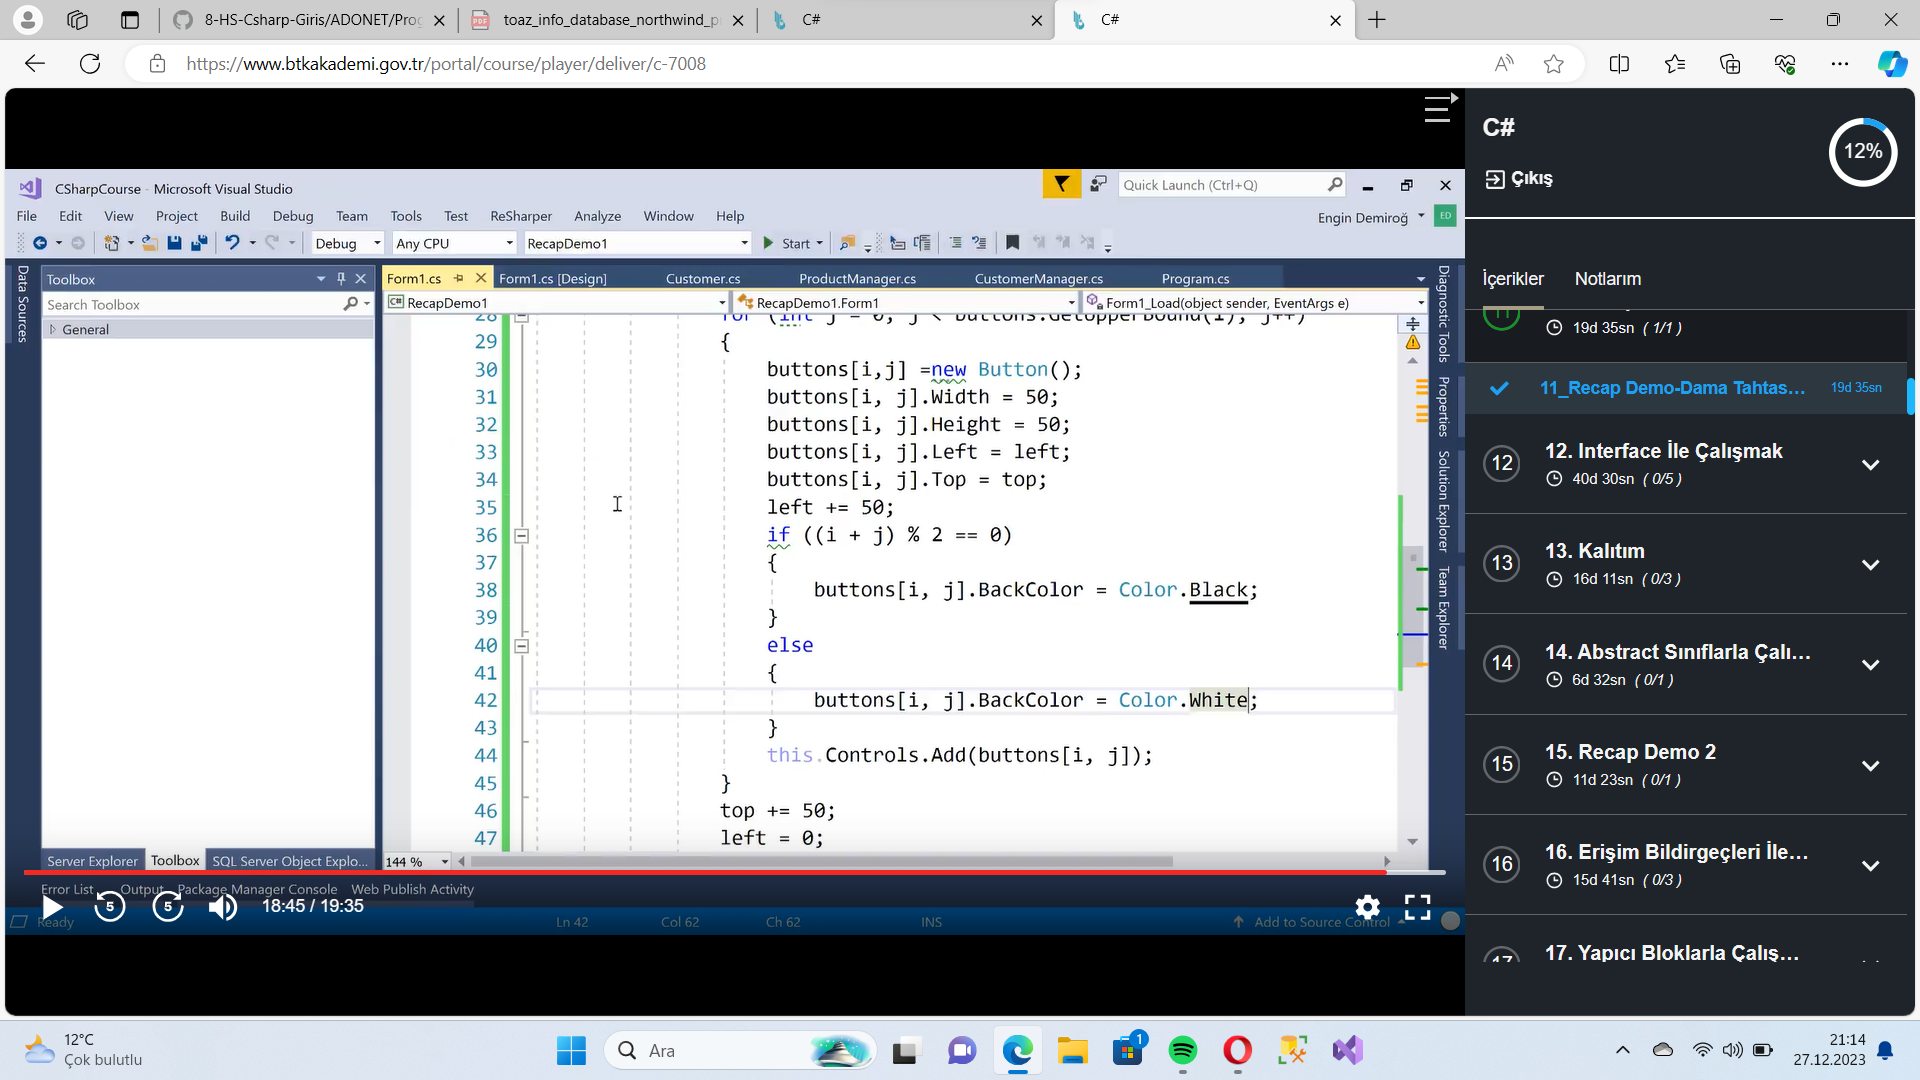 8-HS-Csharp-Giris/ADONET/Prog
toaz_info_database_northwind_p
C#
C#
https://www.btkakademi.gov.tr/portal/course/player/deliver/c-7008
CSharpCourse - Microsoft Visual Studio
Quick Launch (Ctrl+Q)
File Edit View Project Build Debug Team Tools Test ReSharper Analyze Window Help
Engin Demiroğ
ED
Debug Any CPU RecapDemo1 Start
Data Sources
Toolbox
Search Toolbox
General
Form1.cs Form1.cs [Design] Customer.cs ProductManager.cs CustomerManager.cs Program.cs
RecapDemo1 RecapDemo1.Form1 Form1_Load(object sender, EventArgs e)
28 for (int j = 0; j < buttons.GetUpperBound(1); j++)
29 {
30 buttons[i,j] =new Button();
31 buttons[i, j].Width = 50;
32 buttons[i, j].Height = 50;
33 buttons[i, j].Left = left;
34 buttons[i, j].Top = top;
35 left += 50;
36 if ((i + j) % 2 == 0)
37 {
38 buttons[i, j].BackColor = Color.Black;
39 }
40 else
41 {
42 buttons[i, j].BackColor = Color.White;
43 }
44 this.Controls.Add(buttons[i, j]);
45 }
46 top += 50;
47 left = 0;
144 %
Diagnostic Tools
Properties
Solution Explorer
Team Explorer
Server Explorer Toolbox SQL Server Object Explo...
Error List Output Package Manager Console Web Publish Activity
5 5 18:45 / 19:35
Ready Ln 42 Col 62 Ch 62 INS Add to Source Control
C#
12%
Çıkış
İçerikler Notlarım
11
19d 35sn ( 1/1 )
11_Recap Demo-Dama Tahtas... 19d 35sn
12 12. Interface İle Çalışmak
40d 30sn ( 0/5 )
13 13. Kalıtım
16d 11sn ( 0/3 )
14 14. Abstract Sınıflarla Çalı...
6d 32sn ( 0/1 )
15 15. Recap Demo 2
11d 23sn ( 0/1 )
16 16. Erişim Bildirgeçleri İle...
15d 41sn ( 0/3 )
17 17. Yapıcı Bloklarla Çalış...
12°C
Çok bulutlu
Ara
1
21:14
27.12.2023